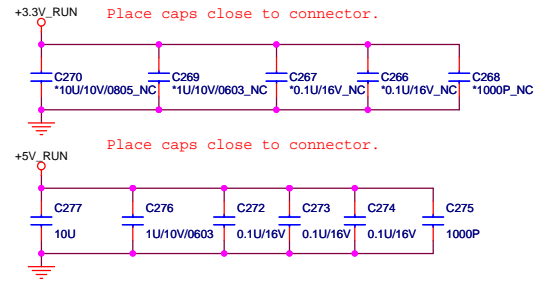 +3.3V_RUN
Place caps close to connector.
C270
*10U/10V/0805_NC
C269
*1U/10V/0603_NC
C267
*0.1U/16V_NC
C266
*0.1U/16V_NC
C268
*1000P_NC
+5V_RUN
Place caps close to connector.
C277
10U
C276
1U/10V/0603
C272
0.1U/16V
C273
0.1U/16V
C274
0.1U/16V
C275
1000P